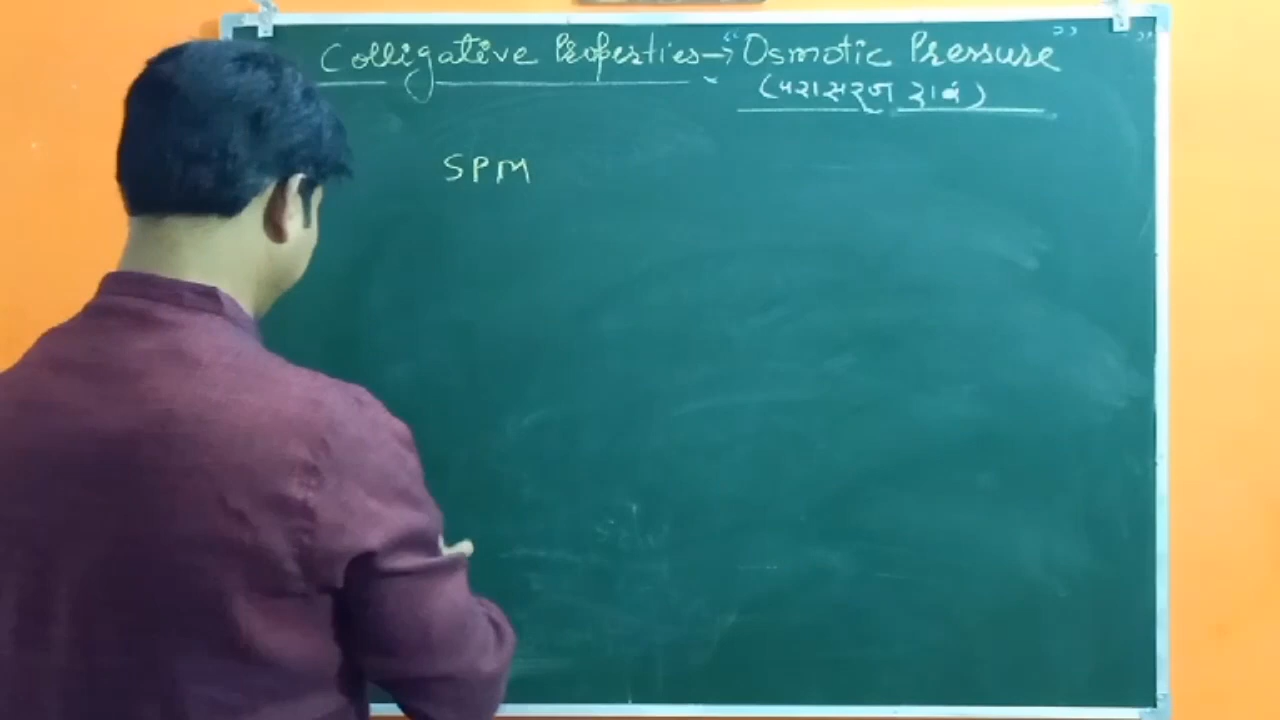 Colligative Properties → "Osmotic Pressure"
(પરાસરણ દાબ)
SPM